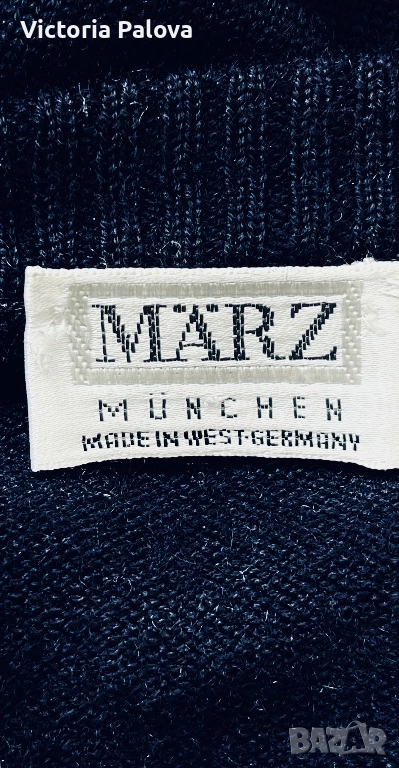 Victoria Palova
MÄRZ
MÜNCHEN
MADE IN WEST-GERMANY
BAZAR